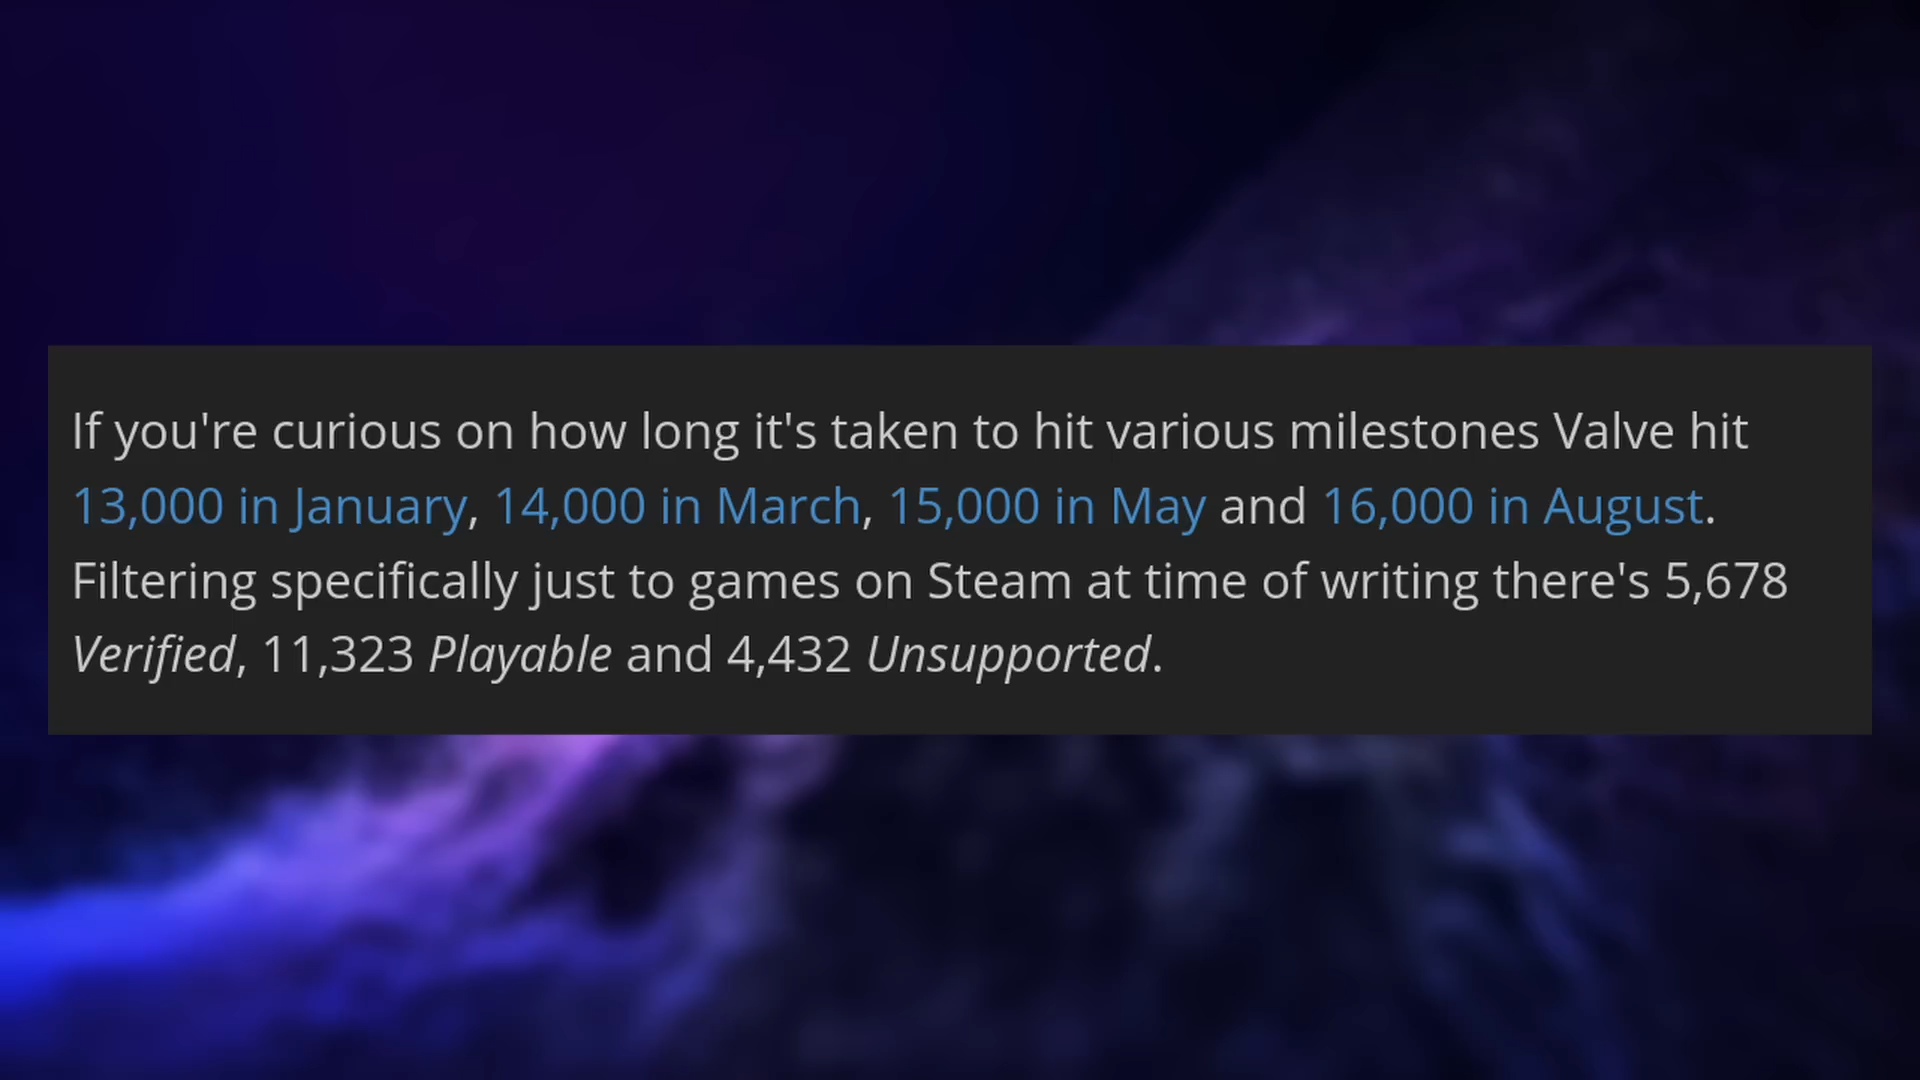 If you're curious on how long it's taken to hit various milestones Valve hit
13,000 in January, 14,000 in March, 15,000 in May and 16,000 in August.
Filtering specifically just to games on Steam at time of writing there's 5,678
Verified, 11,323 Playable and 4,432 Unsupported.